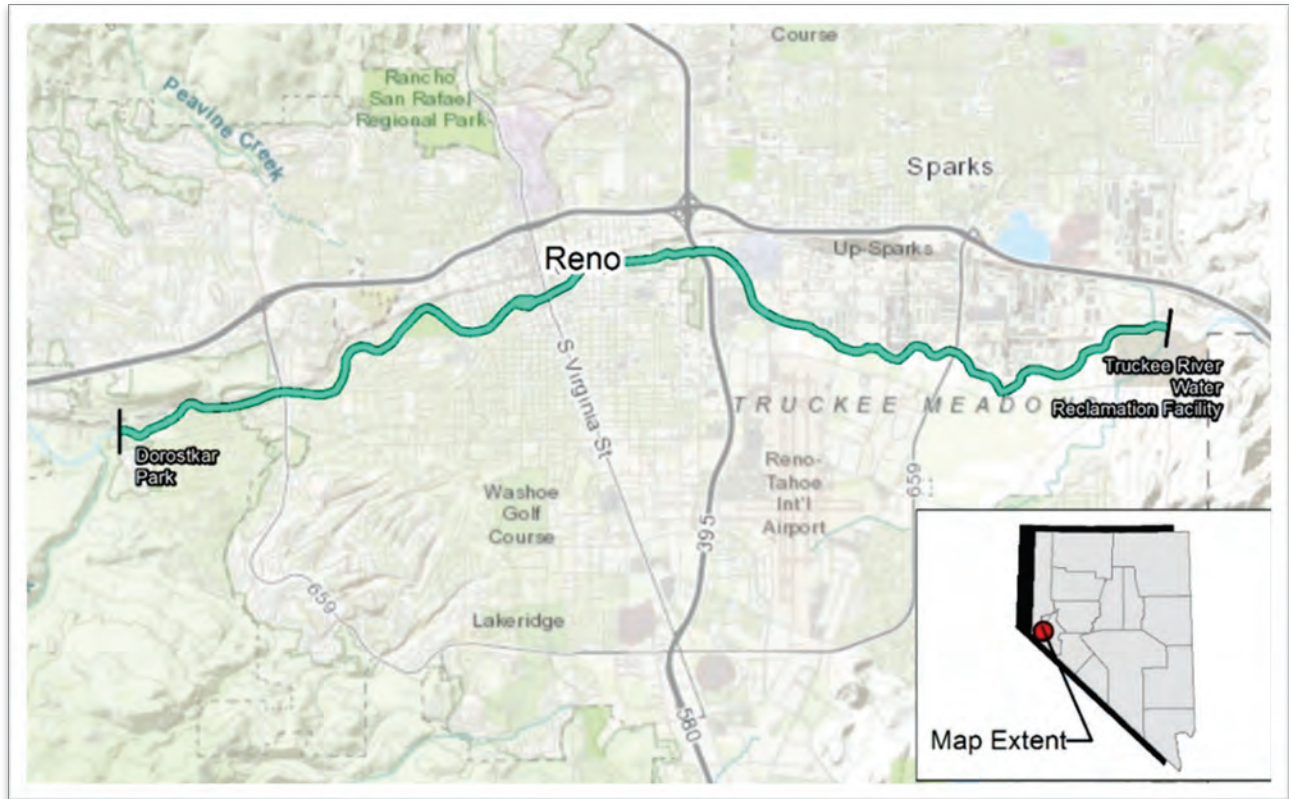 Course
Rancho
San Rafael
Regional Park
Peavine Creek
Sparks
Up-Sparks
Reno
S Virginia St
TRUCKEE MEADO
Truckee River
Water
Reclamation Facility
Dorostkar
Park
Reno-
Tahoe
Int'l
Airport
Washoe
Golf
Course
395
659
659
Lakeridge
580
Map Extent